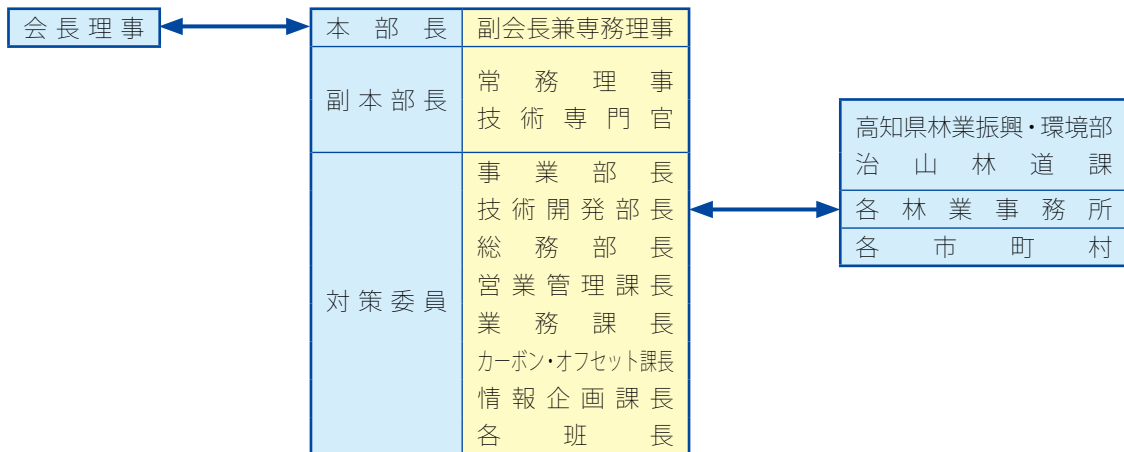 会長理事
本部長
副会長兼専務理事
副本部長
常務理事
技術専門官
対策委員
事業部長
技術開発部長
総務部長
営業管理課長
業務課長
カーボン・オフセット課長
情報企画課長
各班長
高知県林業振興・環境部
治山林道課
各林業事務所
各市町村